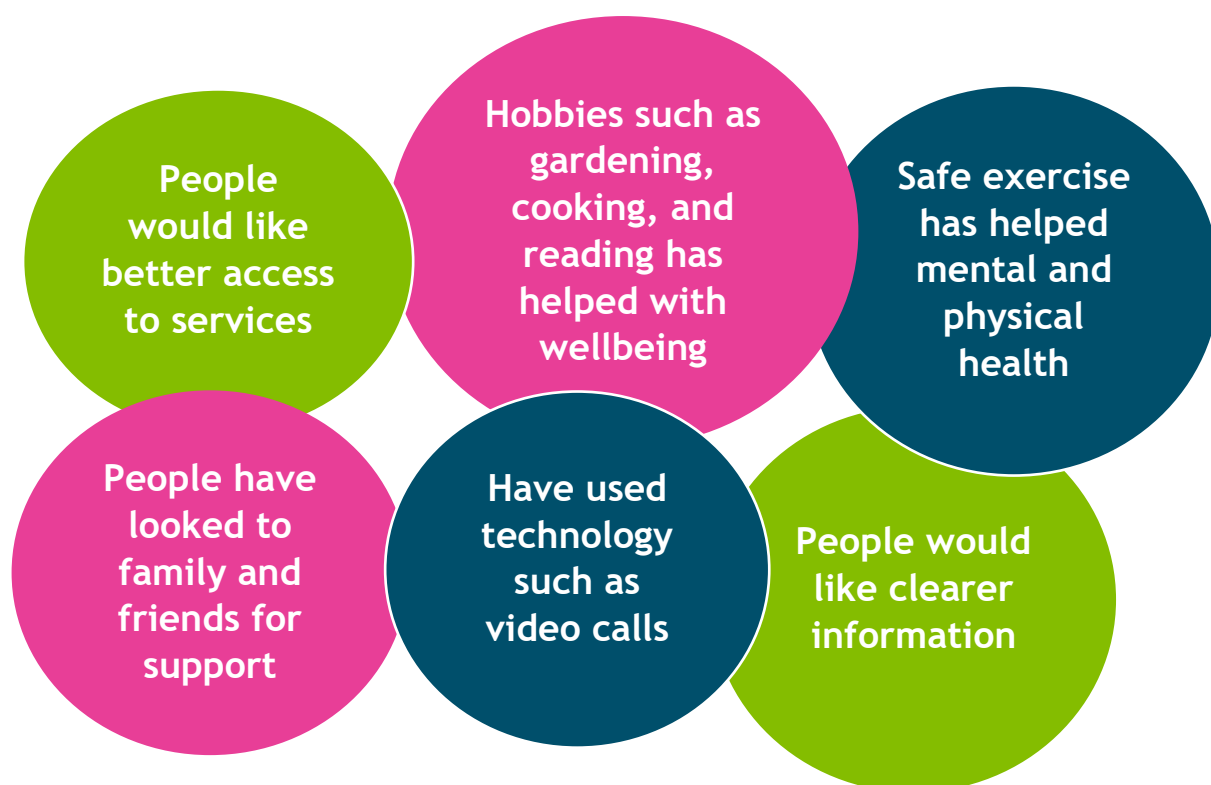 People
would like
better access
to services
Hobbies such as
gardening,
cooking, and
reading has
helped with
wellbeing
Safe exercise
has helped
mental and
physical
health
People have
looked to
family and
friends for
support
Have used
technology
such as
video calls
People would
like clearer
information